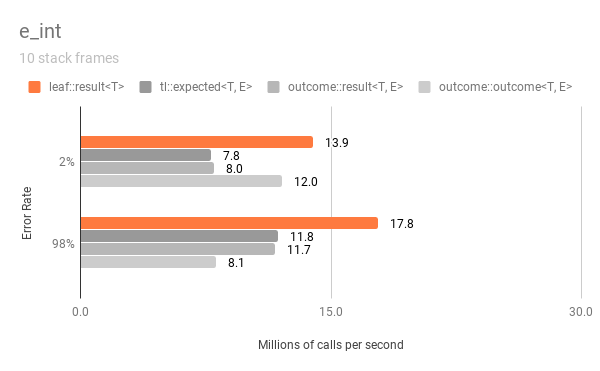 e_int
10 stack frames
leaf::result<T> tl::expected<T, E> outcome::result<T, E> outcome::outcome<T, E>
Error Rate
2%
13.9
7.8
8.0
12.0
98%
17.8
11.8
11.7
8.1
0.0 15.0 30.0
Millions of calls per second